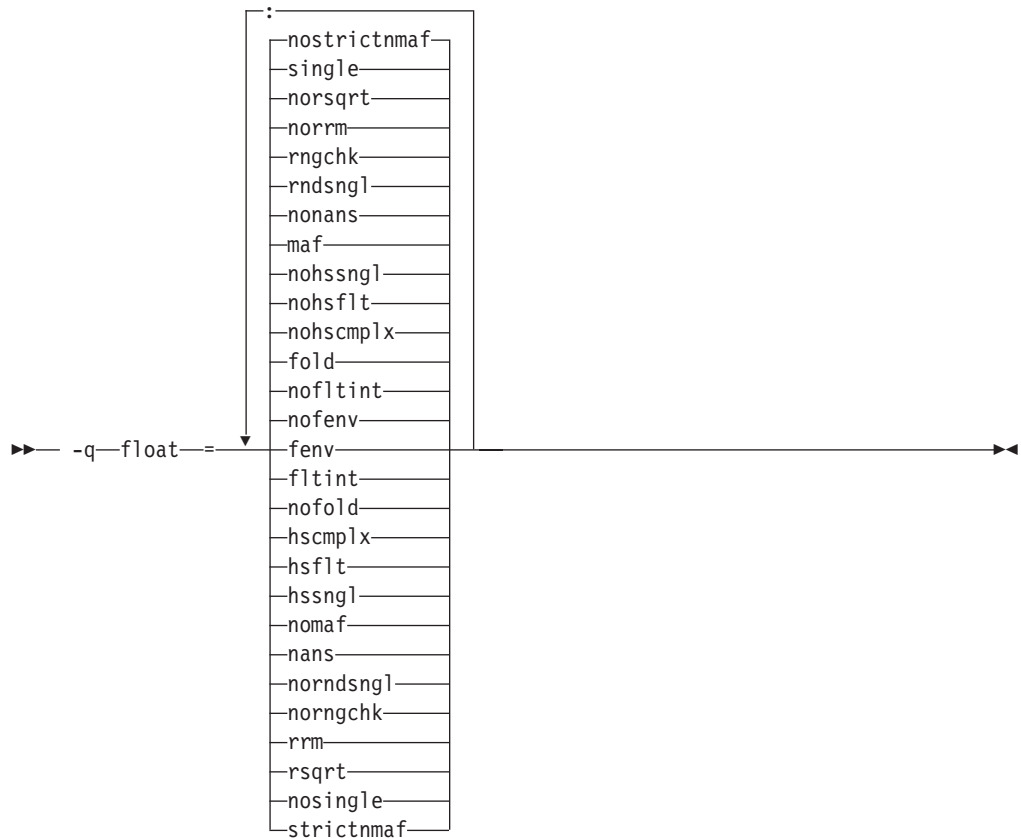 :
nostrictnmaf
single
norsqrt
norrm
rngchk
rndsngl
nonans
maf
nohssngl
nohsflt
nohscmplx
fold
nofltint
nofenv
-q float = fenv
fltint
nofold
hscmplx
hsflt
hssngl
nomaf
nans
norndsngl
norngchk
rrm
rsqrt
nosingle
strictnmaf